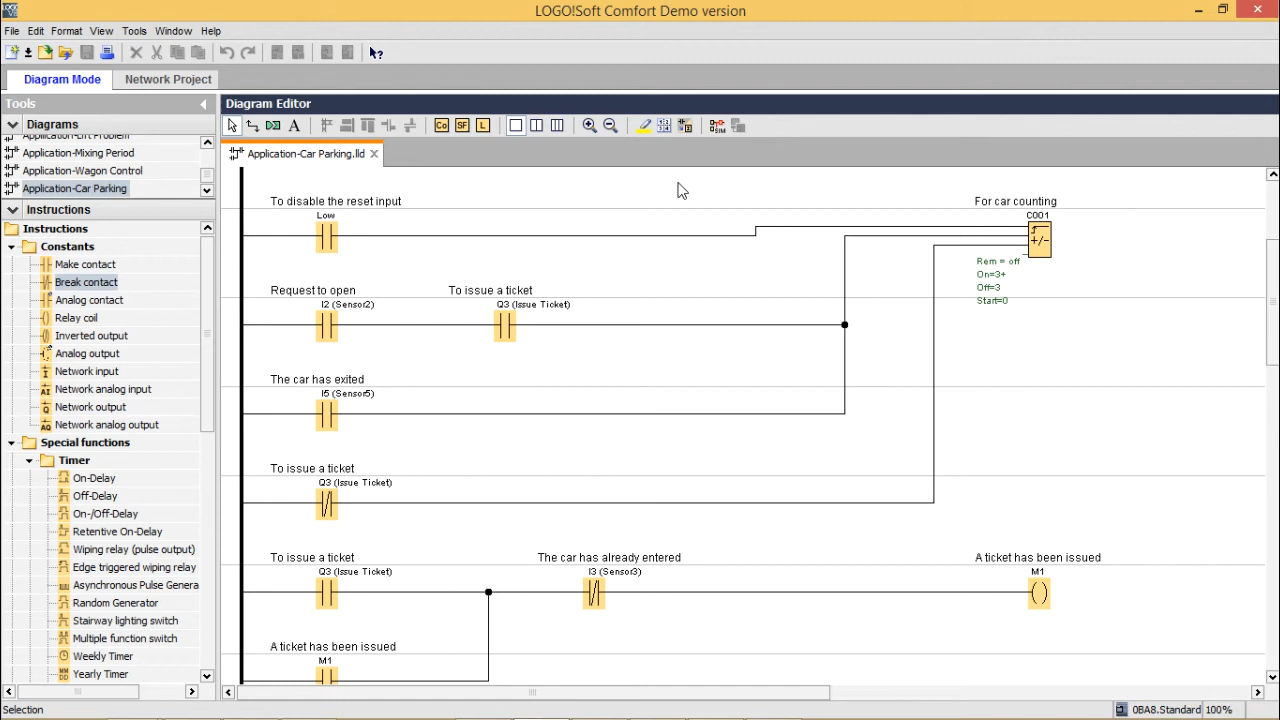 LOGO!Soft Comfort Demo version
File Edit Format View Tools Window Help
Diagram Mode Network Project
Tools
Diagram Editor
Diagrams
Co SF L
SIM
Application-Lift Problem
Application-Mixing Period
Application-Wagon Control
Application-Car Parking
Application-Car Parking.lld
Instructions
Instructions
Constants
Make contact
Break contact
Analog contact
Relay coil
Inverted output
Analog output
Network input
Network analog input
Network output
Network analog output
Special functions
Timer
On-Delay
Off-Delay
On-/Off-Delay
Retentive On-Delay
Wiping relay (pulse output)
Edge triggered wiping relay
Asynchronous Pulse Genera
Random Generator
Stairway lighting switch
Multiple function switch
Weekly Timer
Yearly Timer
To disable the reset input
Low
For car counting
C001
+/-
Rem = off
On=3+
Off=3
Start=0
Request to open
I2 (Sensor2)
To issue a ticket
Q3 (Issue Ticket)
The car has exited
I5 (Sensor5)
To issue a ticket
Q3 (Issue Ticket)
To issue a ticket
Q3 (Issue Ticket)
The car has already entered
I3 (Sensor3)
A ticket has been issued
M1
A ticket has been issued
M1
Selection
0BA8.Standard 100%